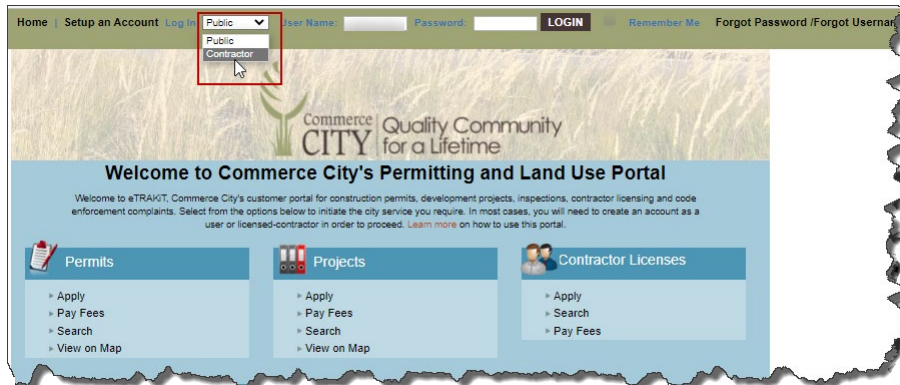 Home | Setup an Account Log In: Public User Name: Password: LOGIN Remember Me Forgot Password /Forgot Usernam
Public
Contractor
Commerce CITY Quality Community for a Lifetime
Welcome to Commerce City's Permitting and Land Use Portal
Welcome to eTRAKiT, Commerce City's customer portal for construction permits, development projects, inspections, contractor licensing and code
enforcement complaints. Select from the options below to initiate the city service you require. In most cases, you will need to create an account as a
user or licensed-contractor in order to proceed. Learn more on how to use this portal.
Permits
Apply
Pay Fees
Search
View on Map
Projects
Apply
Pay Fees
Search
View on Map
Contractor Licenses
Apply
Search
Pay Fees